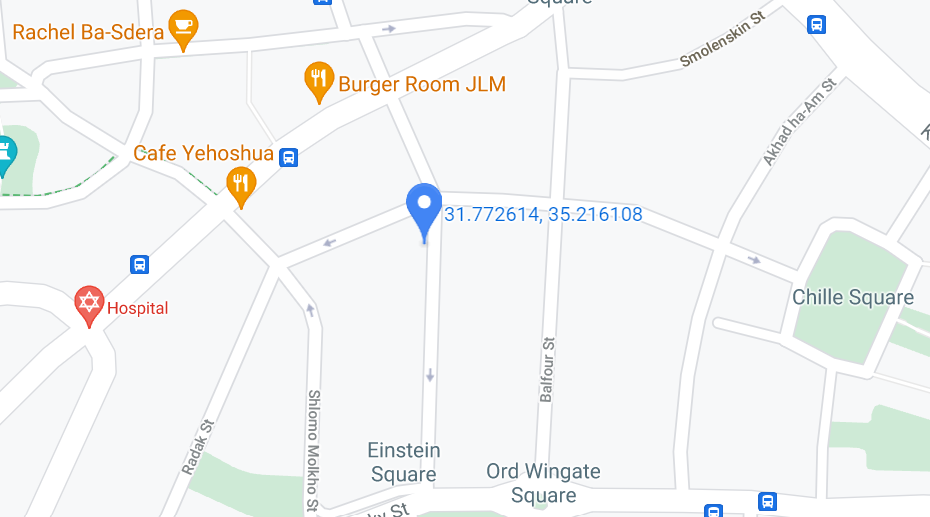 Square
Rachel Ba-Sdera
Smolenskin St
Burger Room JLM
Akhad ha-Am St
K
Cafe Yehoshua
31.772614, 35.216108
Chille Square
Hospital
Balfour St
Shlomo Molkho St
Radak St
Einstein
Square
Ord Wingate
Square
St